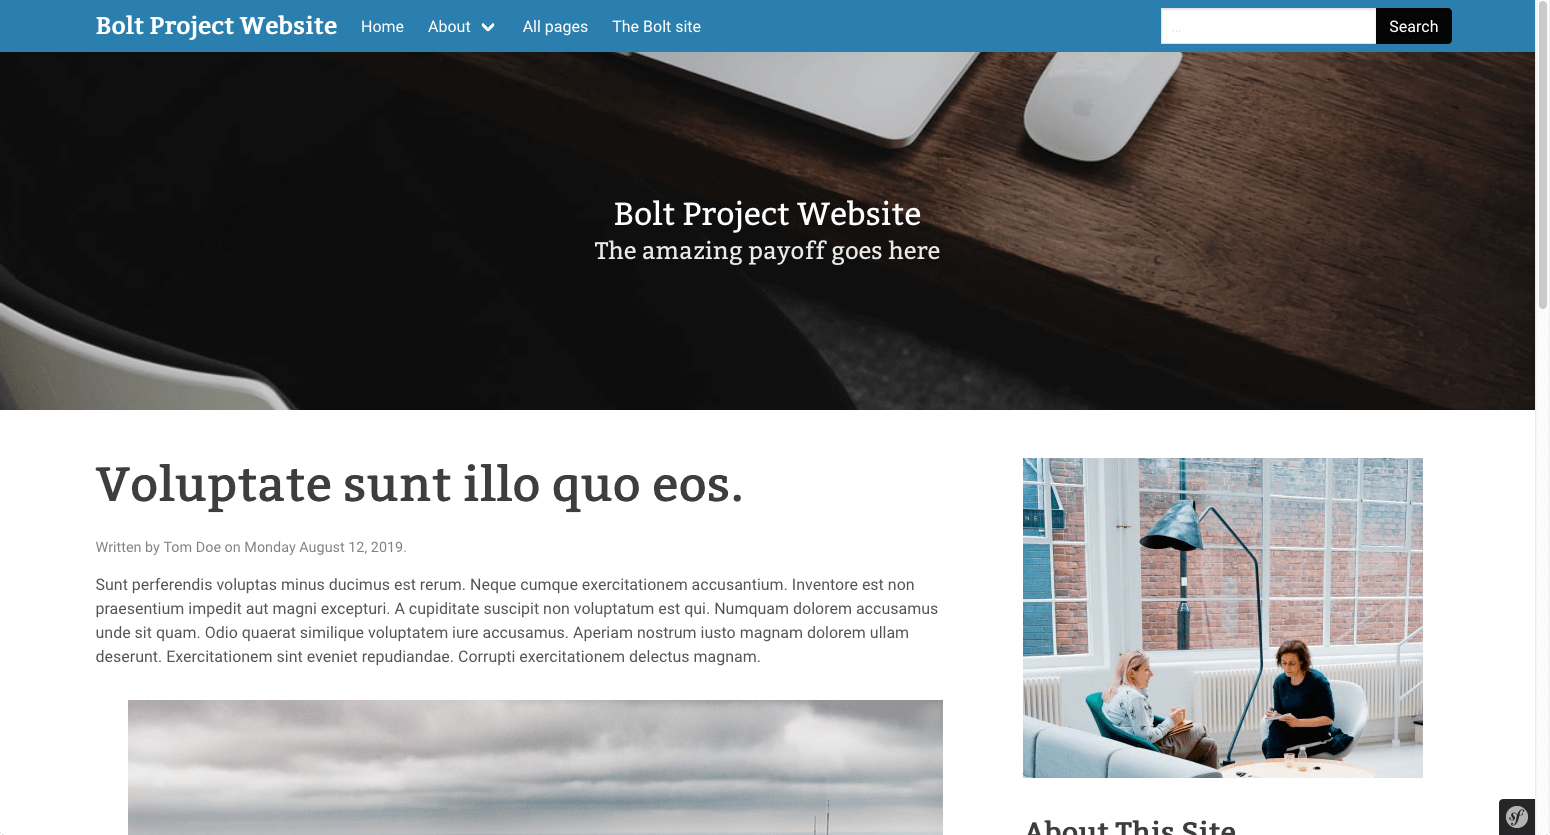 Bolt Project Website Home About All pages The Bolt site ... Search
Bolt Project Website
The amazing payoff goes here
Voluptate sunt illo quo eos.
Written by Tom Doe on Monday August 12, 2019.
Sunt perferendis voluptas minus ducimus est rerum. Neque cumque exercitationem accusantium. Inventore est non
praesentium impedit aut magni excepturi. A cupiditate suscipit non voluptatum est qui. Numquam dolorem accusamus
unde sit quam. Odio quaerat similique voluptatem iure accusamus. Aperiam nostrum iusto magnam dolorem ullam
deserunt. Exercitationem sint eveniet repudiandae. Corrupti exercitationem delectus magnam.
About This Site
sf